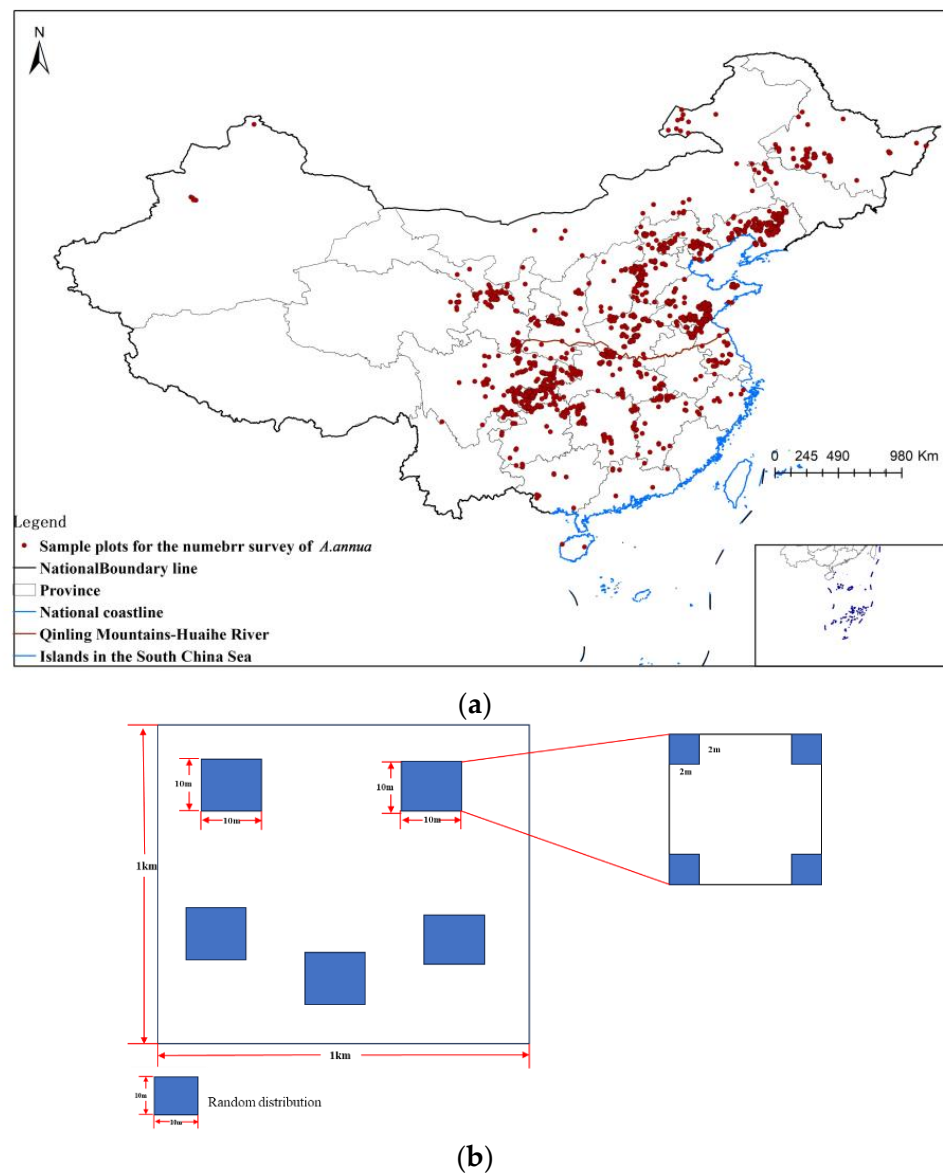 N
0 245 490 980 Km
Legend
Sample plots for the numebrr survey of A.annua
NationalBoundary line
Province
National coastline
Qinling Mountains-Huaihe River
Islands in the South China Sea
(a)
10m
10m
10m
10m
1km
1km
2m
2m
10m
10m
Random distribution
(b)